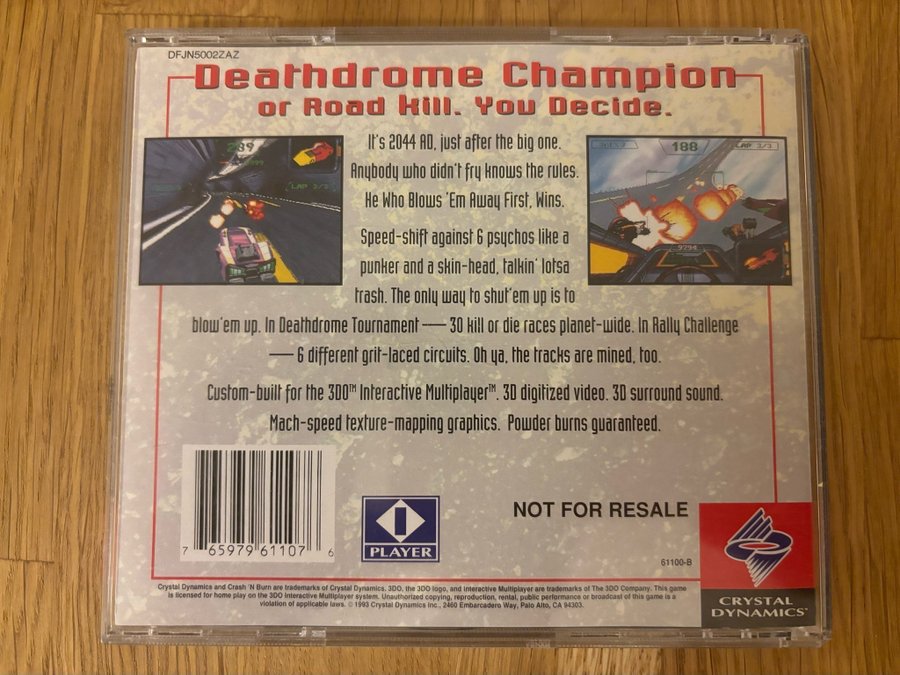 DFJN5002ZAZ
Deathdrome Champion
or Road Kill. You Decide.
It's 2044 AD, just after the big one.
Anybody who didn't fry knows the rules.
He Who Blows 'Em Away First, Wins.
Speed-shift against 6 psychos like a
punker and a skin-head, talkin' lotsa
trash. The only way to shut'em up is to
blow'em up. In Deathdrome Tournament — 30 kill or die races planet-wide. In Rally Challenge
— 6 different grit-laced circuits. Oh ya, the tracks are mined, too.
Custom-built for the 3DO™ Interactive Multiplayer™. 3D digitized video. 3D surround sound.
Mach-speed texture-mapping graphics. Powder burns guaranteed.
LAP 3/3
188
LAP 3/3
9794
7 65979 61107 6
1 PLAYER
NOT FOR RESALE
61100-B
CRYSTAL
DYNAMICS
Crystal Dynamics and Crash 'N Burn are trademarks of Crystal Dynamics. 3DO, the 3DO logo, and Interactive Multiplayer are trademarks of The 3DO Company. This game
is licensed for home play on the 3DO Interactive Multiplayer system. Unauthorized copying, reproduction, rental, public performance or broadcast of this game is a
violation of applicable laws. © 1993 Crystal Dynamics Inc., 2460 Embarcadero Way, Palo Alto, CA 94303.